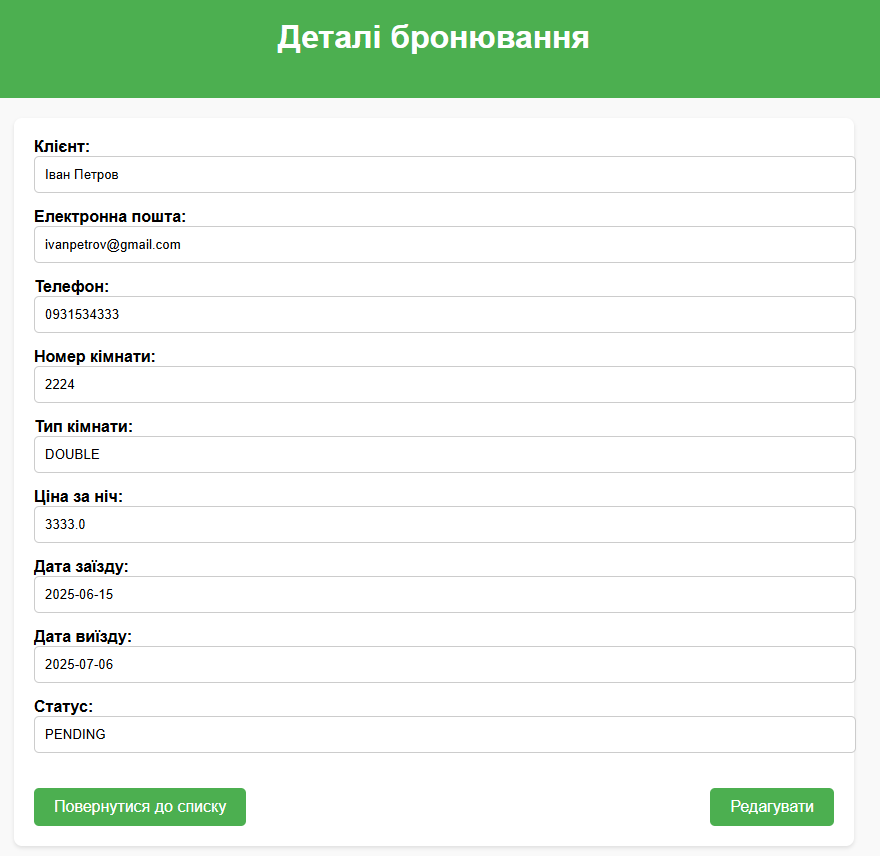 Деталі бронювання
Клієнт:
Іван Петров
Електронна пошта:
ivanpetrov@gmail.com
Телефон:
0931534333
Номер кімнати:
2224
Тип кімнати:
DOUBLE
Ціна за ніч:
3333.0
Дата заїзду:
2025-06-15
Дата виїзду:
2025-07-06
Статус:
PENDING
Повернутися до списку
Редагувати